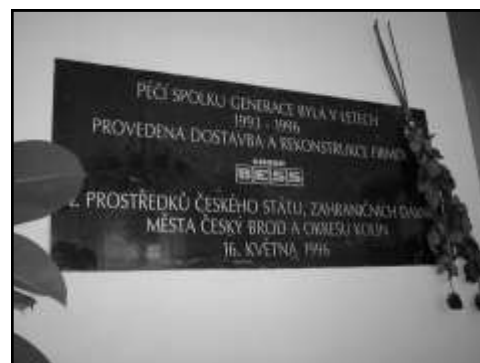 PÉČÍ SPOLKU GENERACE BYLA V LETECH
1993 - 1996
PROVEDENA DOSTAVBA A REKONSTRUKCE FIRMOU
BESS
Z PROSTŘEDKŮ ČESKÉHO STÁTU, ZAHRANIČNÍCH
MĚSTA ČESKÝ BROD A OKRESU KOLÍN
16. KVĚTNA 1996